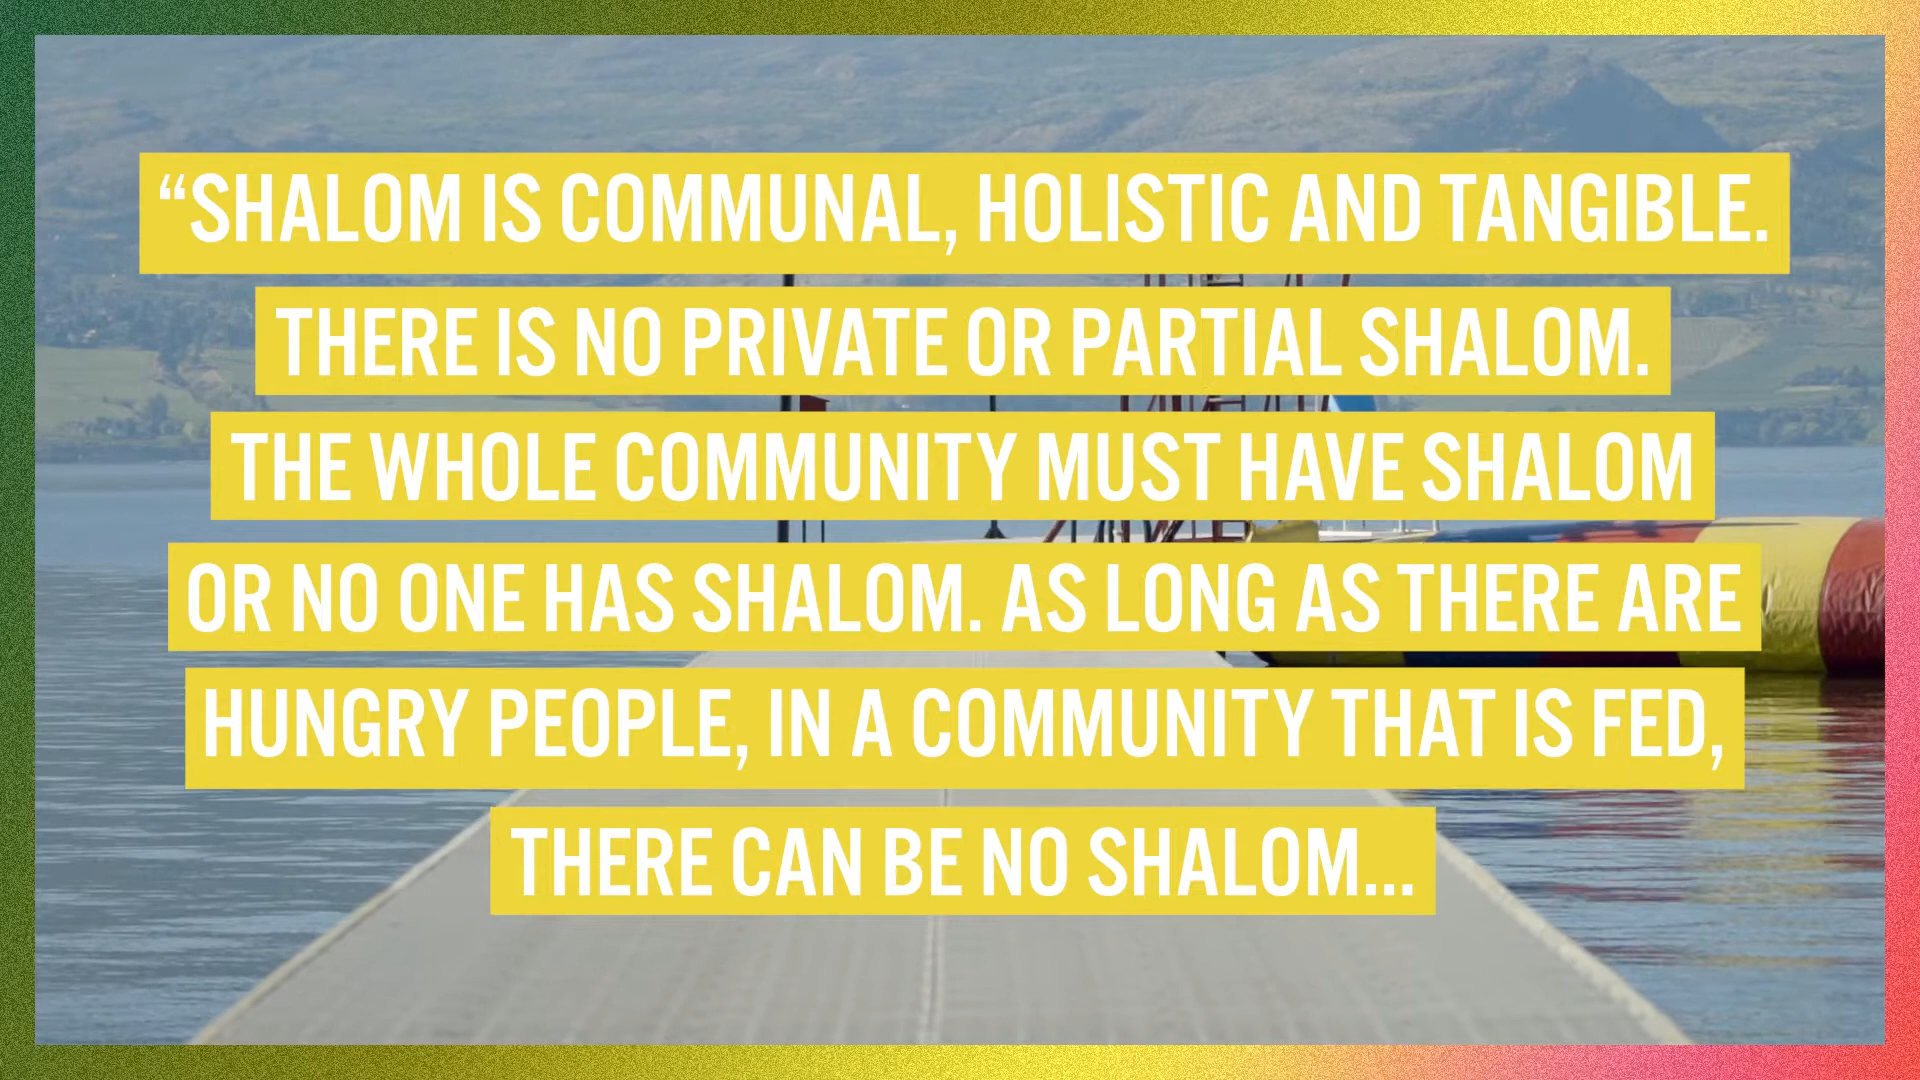 “SHALOM IS COMMUNAL, HOLISTIC AND TANGIBLE.
THERE IS NO PRIVATE OR PARTIAL SHALOM.
THE WHOLE COMMUNITY MUST HAVE SHALOM
OR NO ONE HAS SHALOM. AS LONG AS THERE ARE
HUNGRY PEOPLE, IN A COMMUNITY THAT IS FED,
THERE CAN BE NO SHALOM...